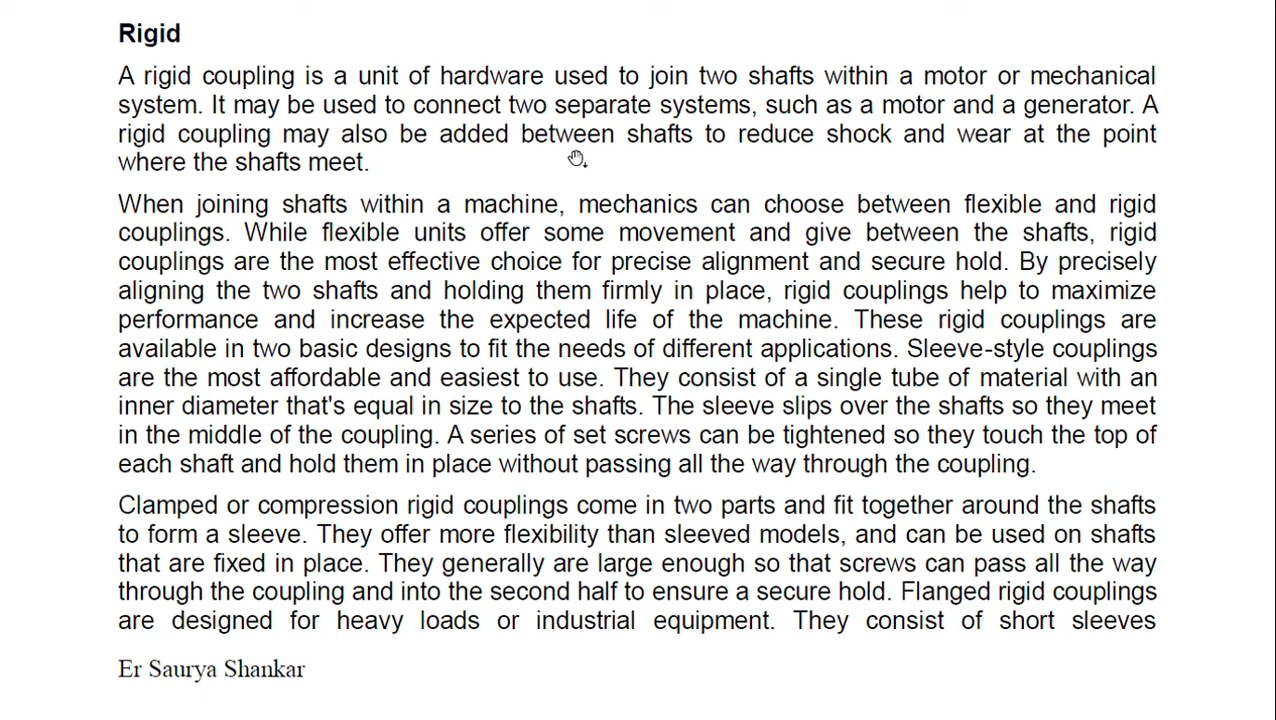 Rigid
A rigid coupling is a unit of hardware used to join two shafts within a motor or mechanical
system. It may be used to connect two separate systems, such as a motor and a generator. A
rigid coupling may also be added between shafts to reduce shock and wear at the point
where the shafts meet.
When joining shafts within a machine, mechanics can choose between flexible and rigid
couplings. While flexible units offer some movement and give between the shafts, rigid
couplings are the most effective choice for precise alignment and secure hold. By precisely
aligning the two shafts and holding them firmly in place, rigid couplings help to maximize
performance and increase the expected life of the machine. These rigid couplings are
available in two basic designs to fit the needs of different applications. Sleeve-style couplings
are the most affordable and easiest to use. They consist of a single tube of material with an
inner diameter that's equal in size to the shafts. The sleeve slips over the shafts so they meet
in the middle of the coupling. A series of set screws can be tightened so they touch the top of
each shaft and hold them in place without passing all the way through the coupling.
Clamped or compression rigid couplings come in two parts and fit together around the shafts
to form a sleeve. They offer more flexibility than sleeved models, and can be used on shafts
that are fixed in place. They generally are large enough so that screws can pass all the way
through the coupling and into the second half to ensure a secure hold. Flanged rigid couplings
are designed for heavy loads or industrial equipment. They consist of short sleeves
Er Saurya Shankar